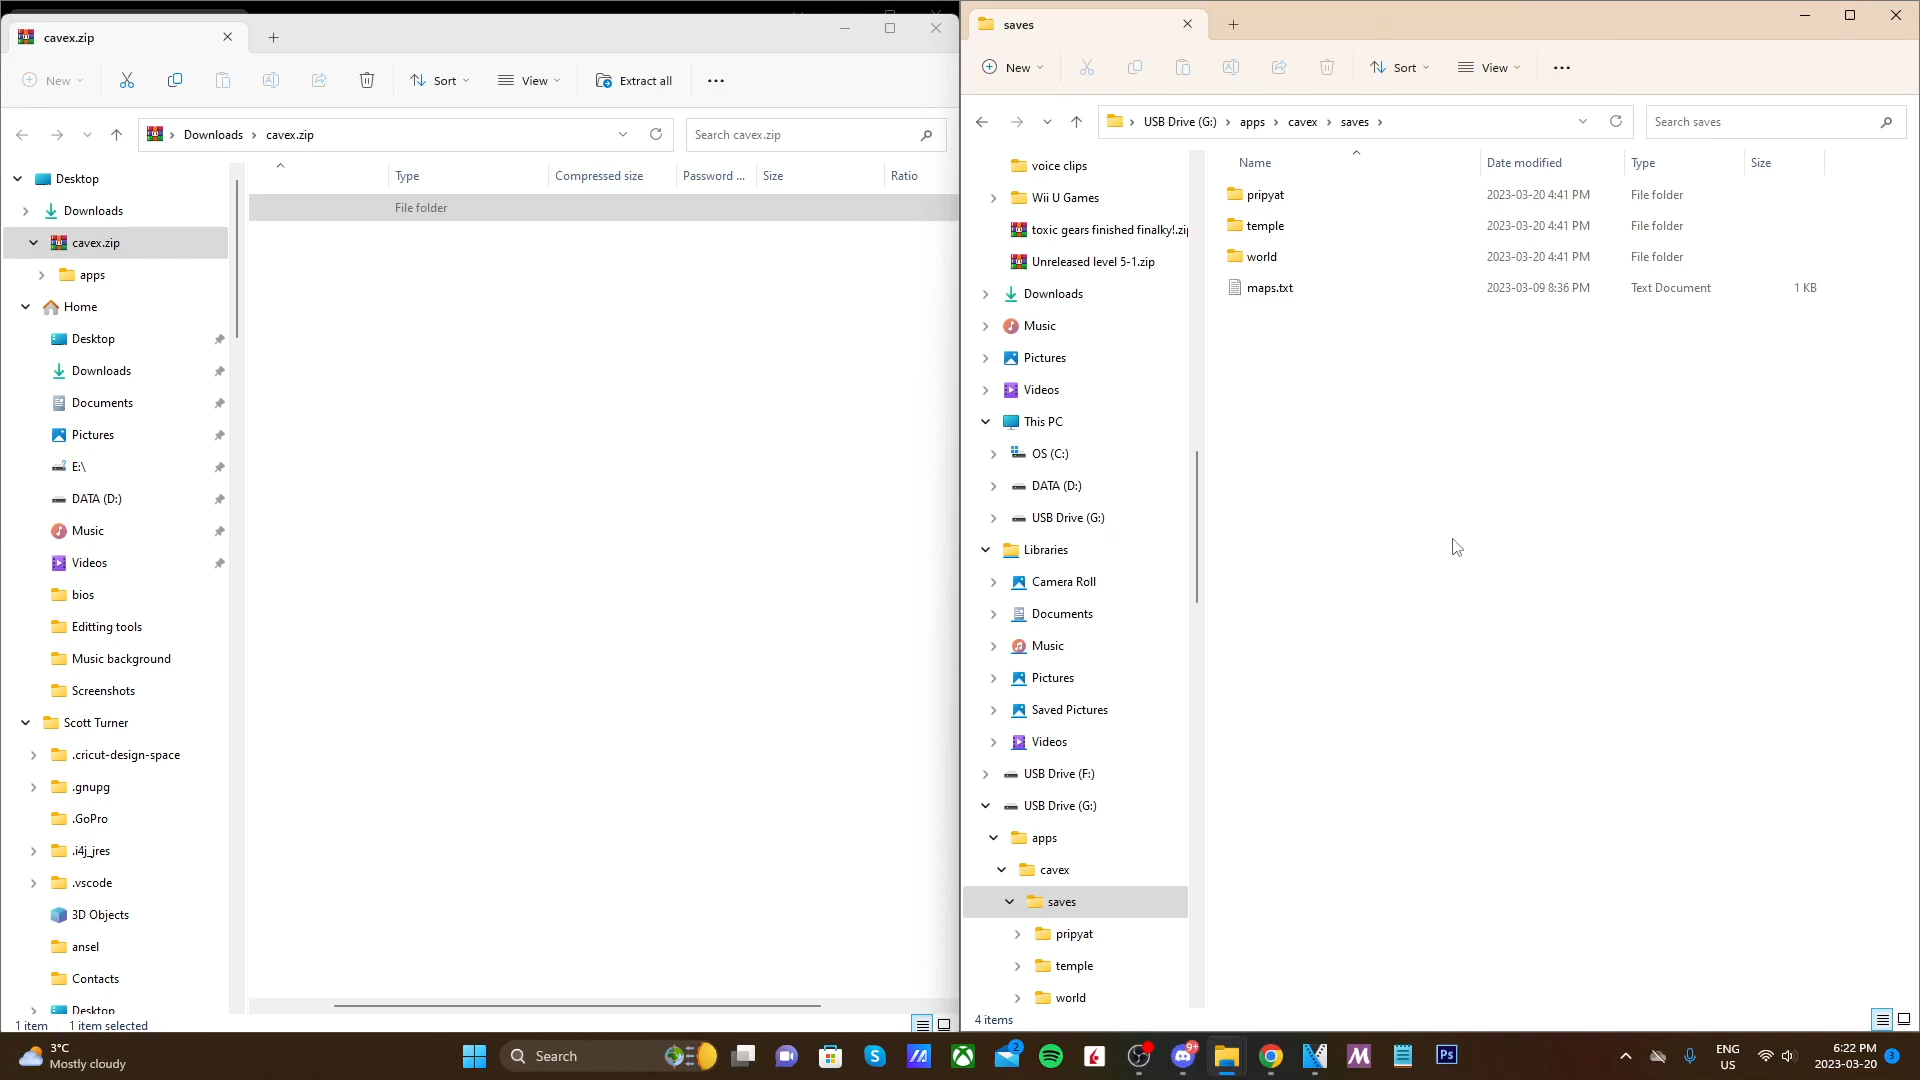 cavex.zip
New
Sort
View
Extract all
Downloads
cavex.zip
Search cavex.zip
Type
Compressed size
Password ...
Size
Ratio
File folder
Desktop
Downloads
cavex.zip
apps
Home
Desktop
Downloads
Documents
Pictures
E:\
DATA (D:)
Music
Videos
bios
Editting tools
Music background
Screenshots
Scott Turner
.cricut-design-space
.gnupg
.GoPro
.i4j_jres
.vscode
3D Objects
ansel
Contacts
Desktop
1 item
1 item selected
saves
New
Sort
View
USB Drive (G:)
apps
cavex
saves
Search saves
voice clips
Wii U Games
toxic gears finished finalky!.zip
Unreleased level 5-1.zip
Downloads
Music
Pictures
Videos
This PC
OS (C:)
DATA (D:)
USB Drive (G:)
Libraries
Camera Roll
Documents
Music
Pictures
Saved Pictures
Videos
USB Drive (F:)
USB Drive (G:)
apps
cavex
saves
pripyat
temple
world
4 items
Name Date modified Type Size
pripyat 2023-03-20 4:41 PM File folder
temple 2023-03-20 4:41 PM File folder
world 2023-03-20 4:41 PM File folder
maps.txt 2023-03-09 8:36 PM Text Document 1 KB
3°C
Mostly cloudy
Search
2
9+
Ps
ENG
US
6:22 PM
2023-03-20
3